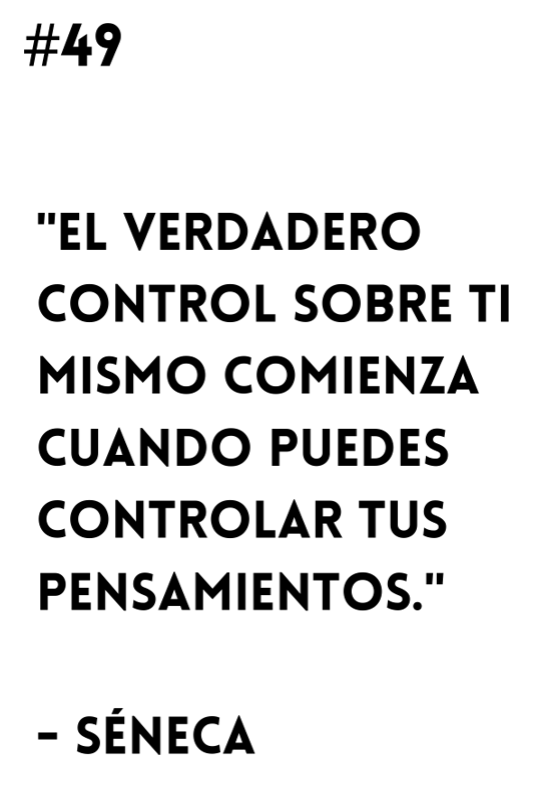 #49
"EL VERDADERO
CONTROL SOBRE TI
MISMO COMIENZA
CUANDO PUEDES
CONTROLAR TUS
PENSAMIENTOS."
- SÉNECA